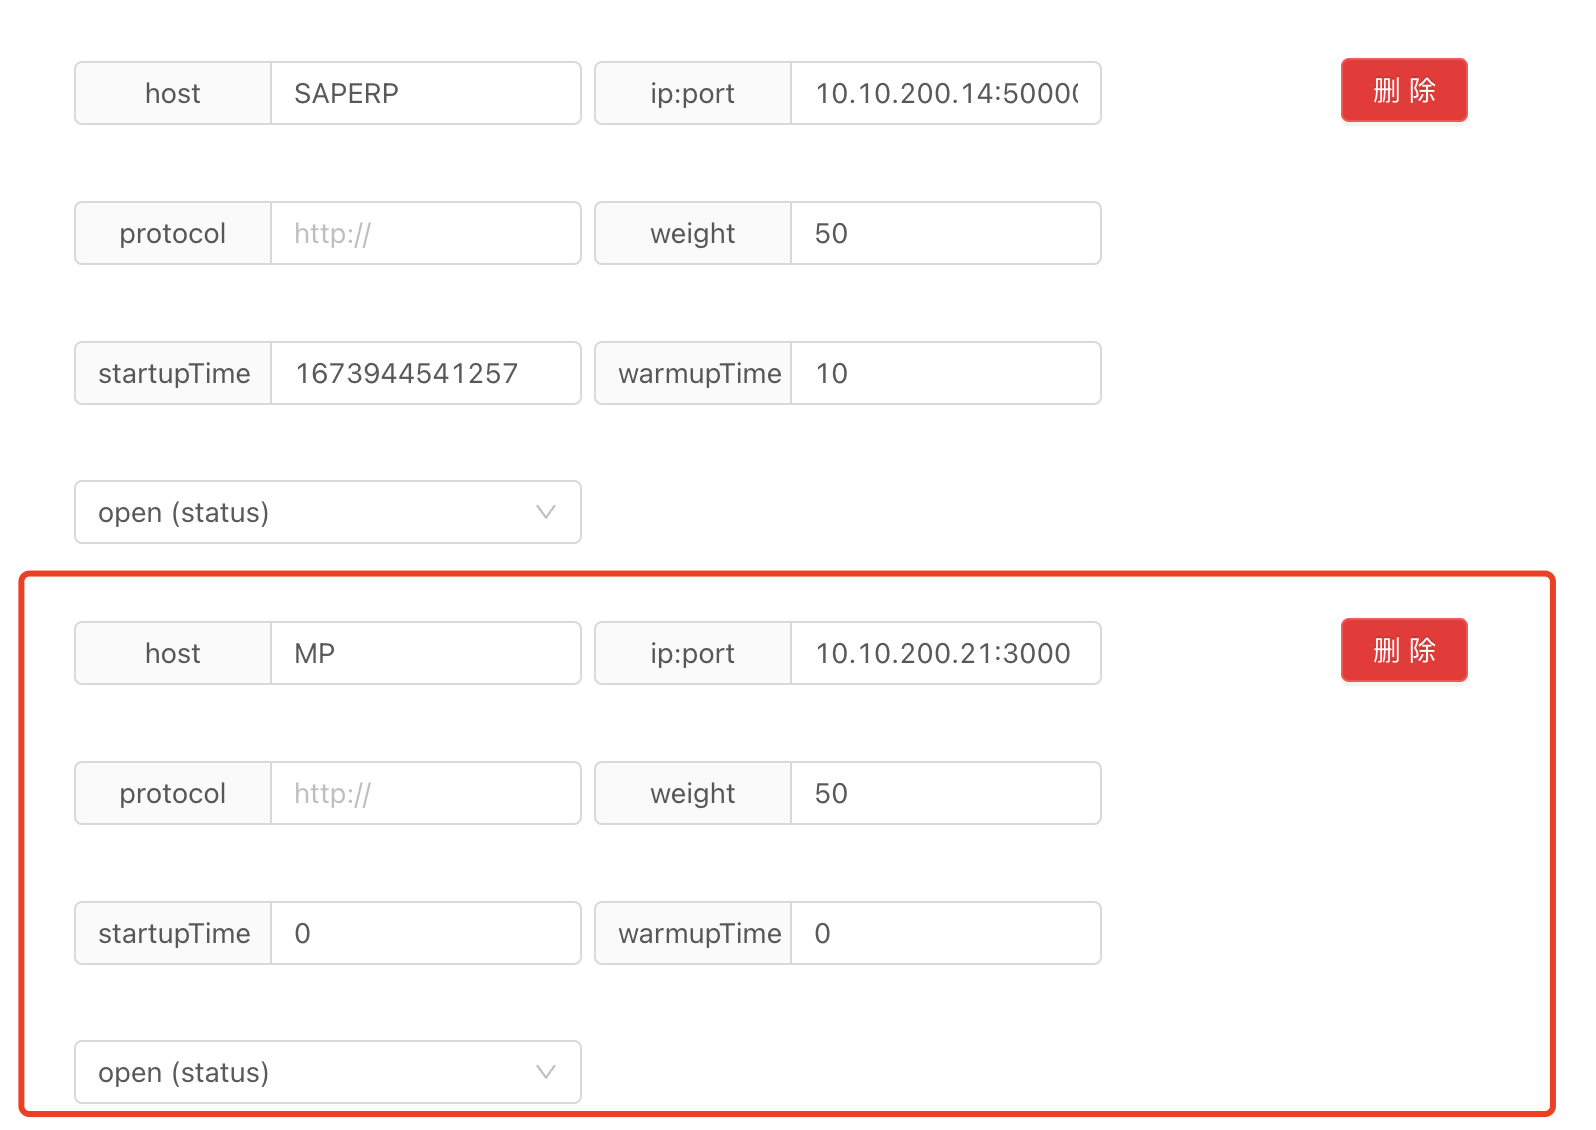 host SAPERP ip:port 10.10.200.14:50000 删 除
protocol http:// weight 50
startupTime 1673944541257 warmupTime 10
open (status)
host MP ip:port 10.10.200.21:3000 删 除
protocol http:// weight 50
startupTime 0 warmupTime 0
open (status)